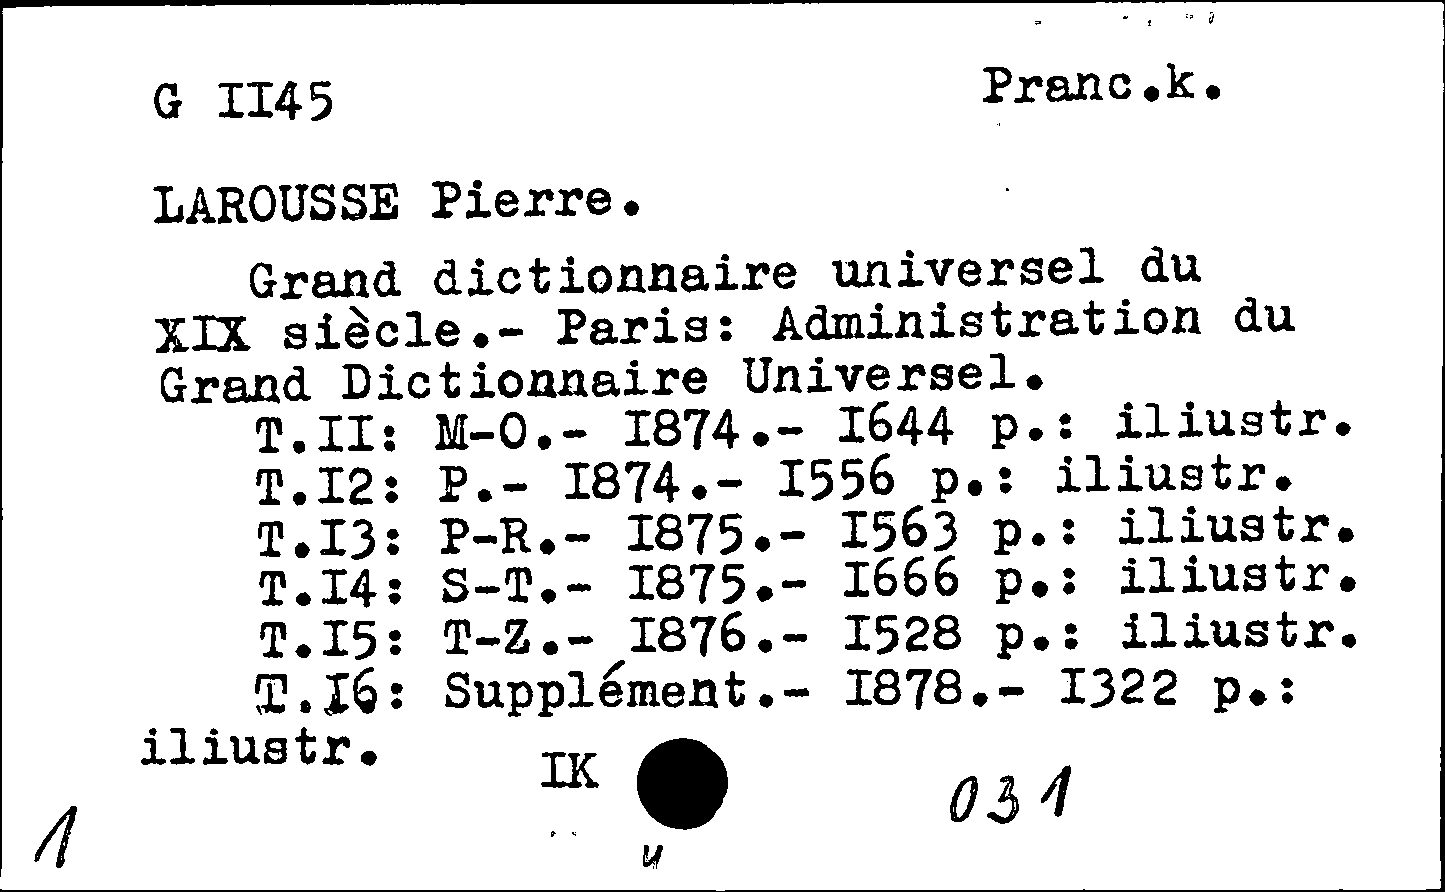 G II45
Pranc.k.
LAROUSSE Pierre.
Grand dictionnaire universel du
XIX siècle.- Paris: Administration du
Grand Dictionnaire Universel.
T.II: M-O.- I874.- I644 p.: iliustr.
T.I2: P.- I874.- I556 p.: iliustr.
T.I3: P-R.- I875.- I563 p.: iliustr.
T.I4: S-T.- I875.- I666 p.: iliustr.
T.I5: T-Z.- I876.- I528 p.: iliustr.
T.I6: Supplément.- I878.- I322 p.:
iliustr.
IK
031
1